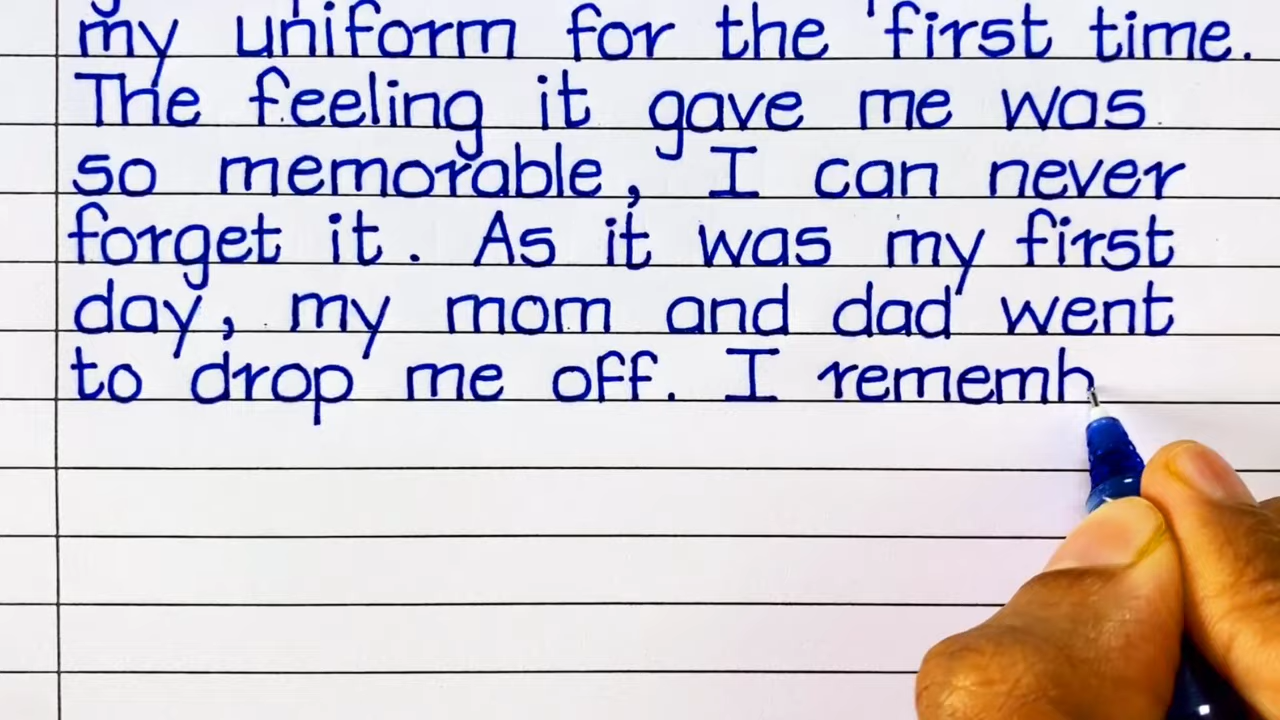 my uniform for the first time.
The feeling it gave me was
so memorable, I can never
forget it. As it was my first
day, my mom and dad went
to drop me off. I rememb